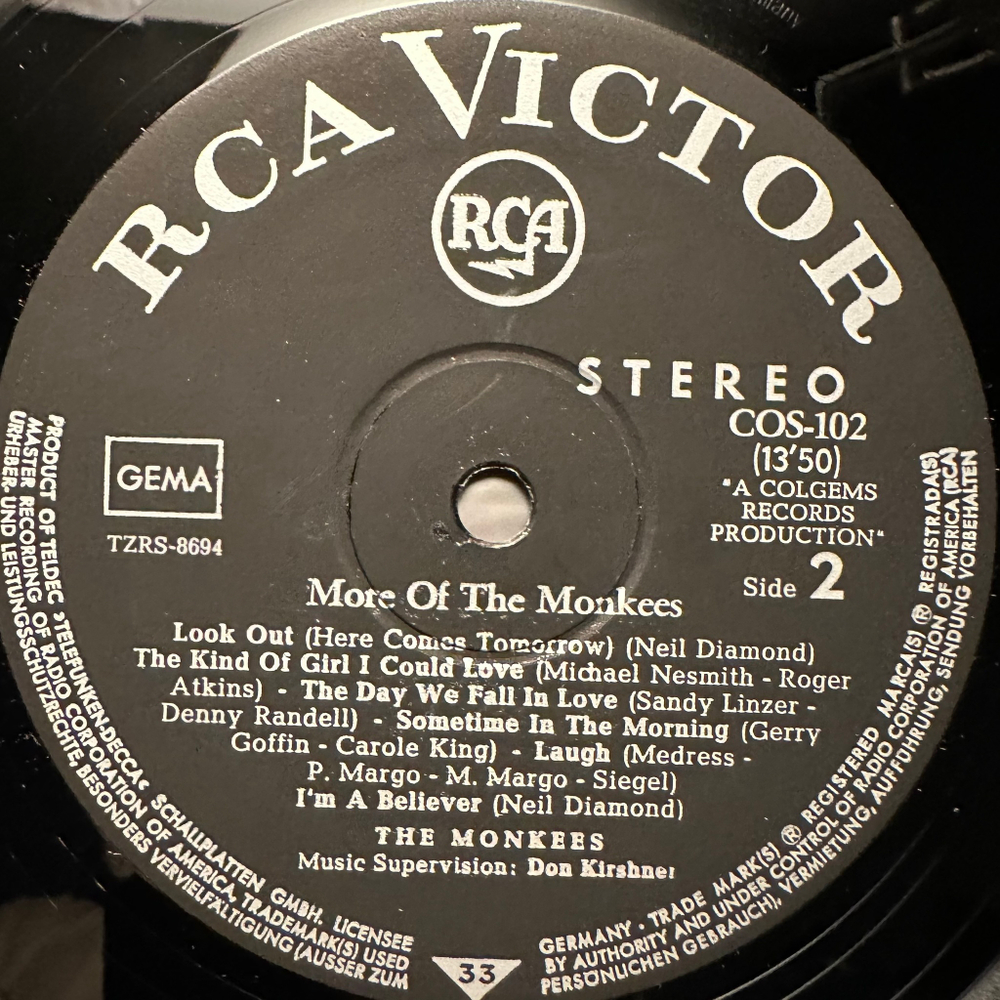 RCA VICTOR
RCA
STEREO
COS-102
(13'50)
"A COLGEMS
RECORDS
PRODUCTION"
Side 2
GEMA
TZRS-8694
More Of The Monkees
Look Out (Here Comes Tomorrow) (Neil Diamond)
The Kind Of Girl I Could Love (Michael Nesmith - Roger
Atkins) - The Day We Fall In Love (Sandy Linzer -
Denny Randell) - Sometime In The Morning (Gerry
Goffin - Carole King) - Laugh (Medress -
P. Margo - M. Margo - Siegel)
I'm A Believer (Neil Diamond)
THE MONKEES
Music Supervision: Don Kirshner
PRODUCT OF TELDEC »TELEFUNKEN-DECCA« SCHALLPLATTEN GMBH. LICENSEE
MASTER RECORDING OF RADIO CORPORATION OF AMERICA, TRADEMARK(S) USED
URHEBER- UND LEISTUNGSSCHUTZRECHTE, BESONDERS VERVIELFÄLTIGUNG (AUSSER ZUM
33
GERMANY · TRADE MARK(S) ® REGISTERED MARCA(S) ® REGISTRADA(S)
BY AUTHORITY AND UNDER CONTROL OF RADIO CORPORATION OF AMERICA (RCA)
PERSÖNLICHEN GEBRAUCH), VERMIETUNG, AUFFÜHRUNG, SENDUNG VORBEHALTEN